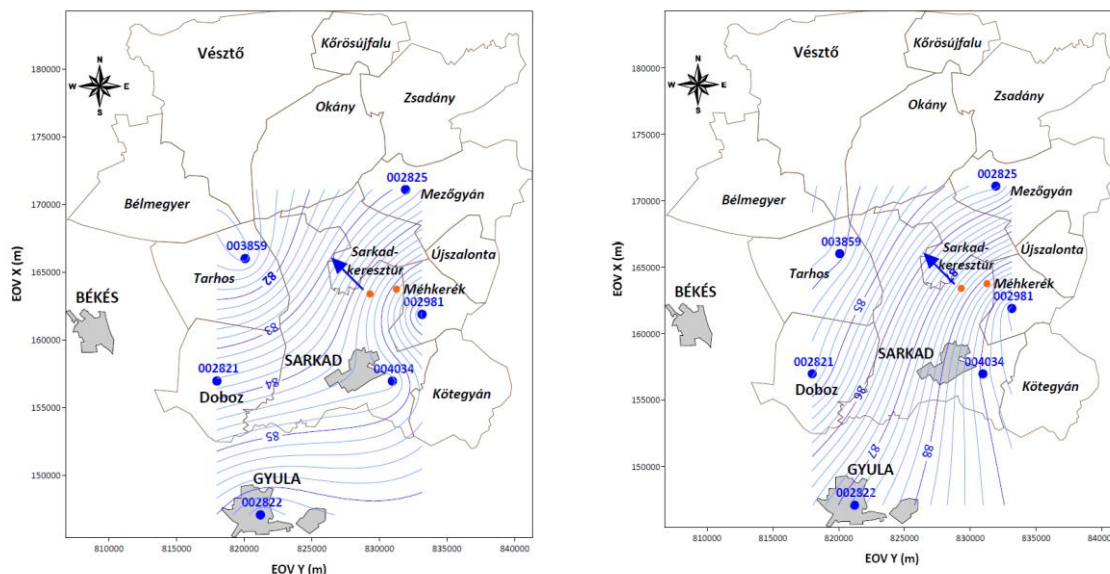 180000
175000
170000
165000
160000
155000
150000
EOV X (m)
N
W
E
S
Vésztő
Kőrösújfalu
Okány
Zsadány
002825
Mezőgyán
Bélmegyer
003859
Sarkad-
keresztúr
Újszalonta
Tarhos
82
Méhkerék
002981
BÉKÉS
83
SARKAD
002821
84
004034
Doboz
Kötegyán
85
GYULA
002822
810000 815000 820000 825000 830000 835000 840000
EOV Y (m)
180000
175000
170000
165000
160000
155000
150000
EOV X (m)
N
W
E
S
Vésztő
Kőrösújfalu
Okány
Zsadány
002825
Mezőgyán
Bélmegyer
003859
Sarkad-
keresztúr
Újszalonta
Tarhos
Méhkerék
002981
BÉKÉS
85
SARKAD
002821
004034
Doboz
86
Kötegyán
87
88
GYULA
002822
810000 815000 820000 825000 830000 835000 840000
EOV Y (m)